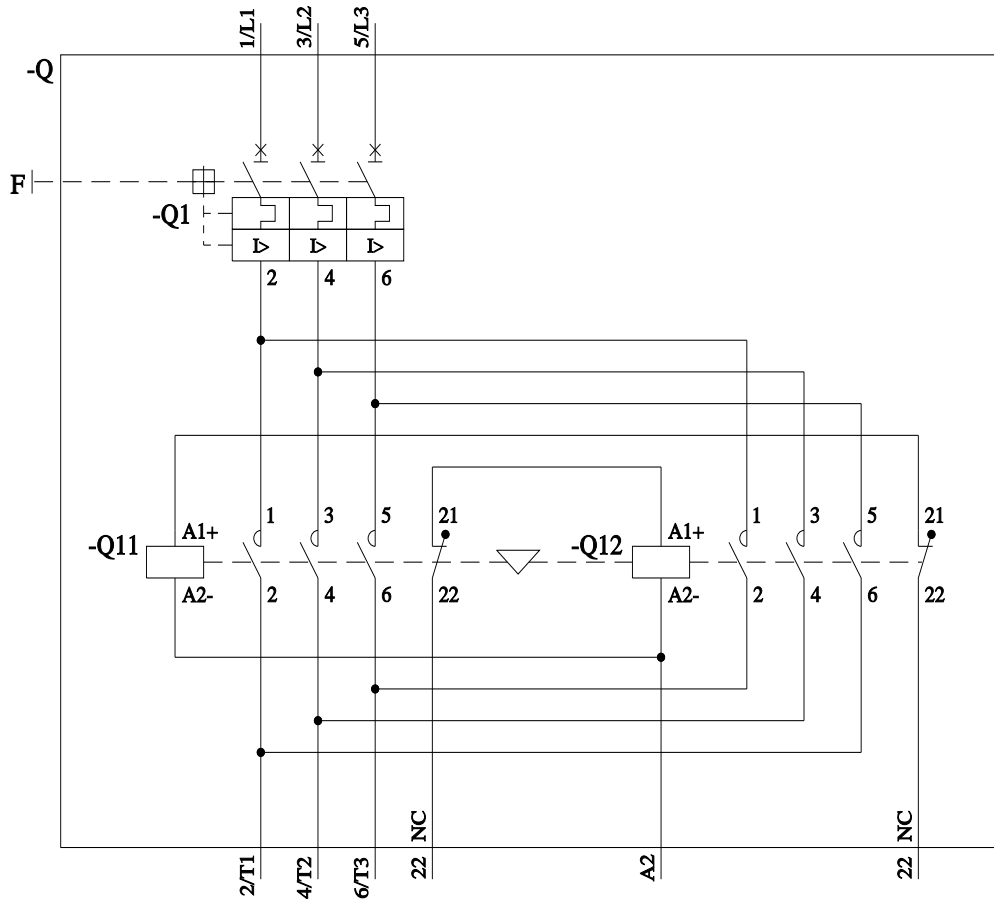 1/L1 3/L2 5/L3
-Q
F
-Q1
I> I> I>
2 4 6
1 3 5 21 1 3 5 21
-Q11 A1+ -Q12 A1+
A2- 2 4 6 22 A2- 2 4 6 22
NC NC
2/T1 4/T2 6/T3 22 A2 22